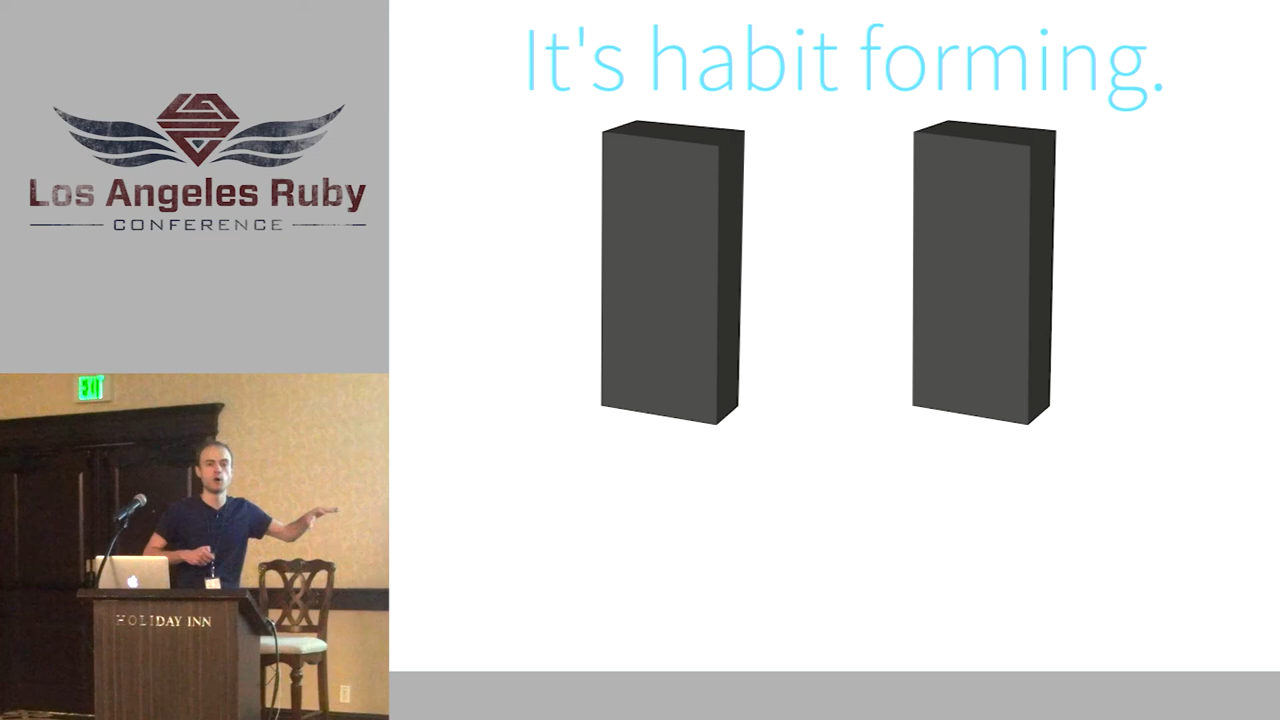 It's habit forming.
Los Angeles Ruby
CONFERENCE
EXIT
HOLIDAY INN